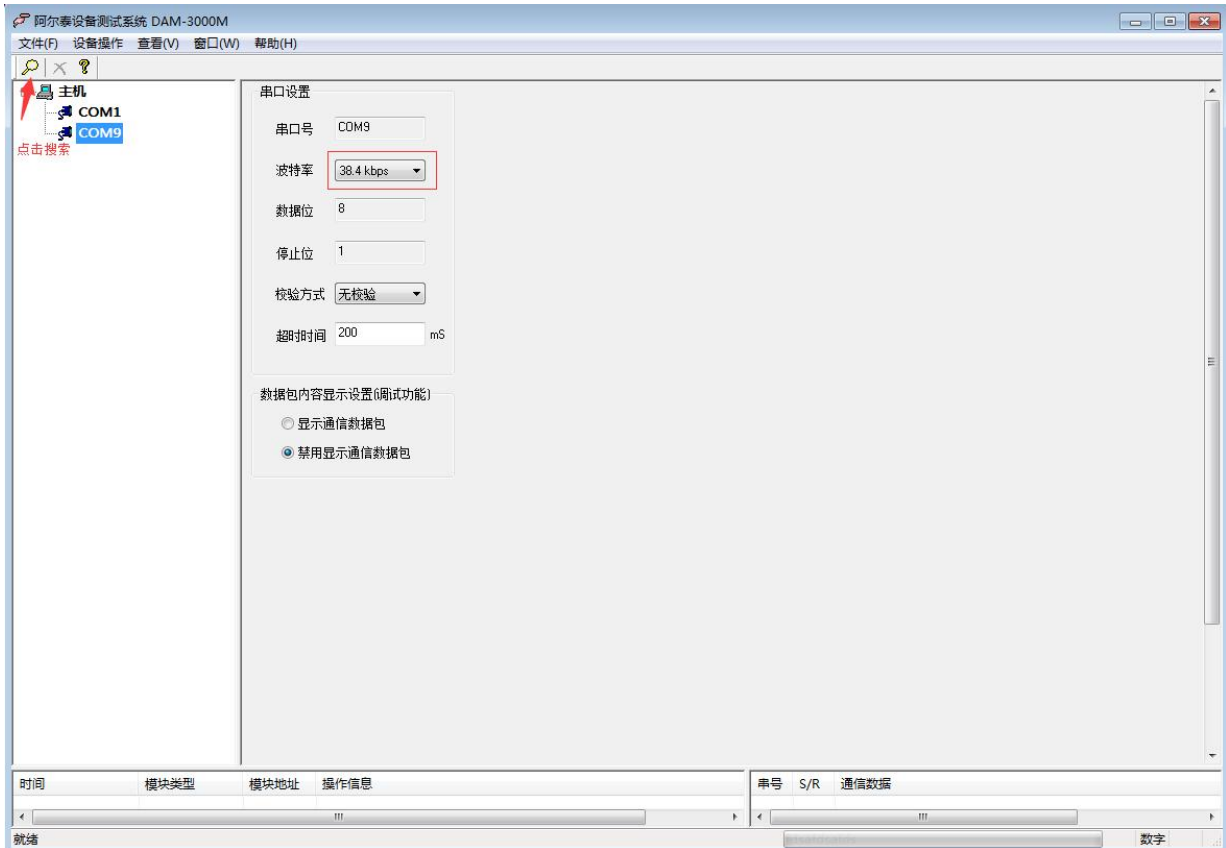 阿尔泰设备测试系统 DAM-3000M
文件(F) 设备操作 查看(V) 窗口(W) 帮助(H)
主机
COM1
COM9
点击搜索
串口设置
串口号 COM9
波特率 38.4 kbps
数据位 8
停止位 1
校验方式 无校验
超时时间 200 mS
数据包内容显示设置(调试功能)
显示通信数据包
禁用显示通信数据包
时间 模块类型 模块地址 操作信息
串号 S/R 通信数据
就绪
数字